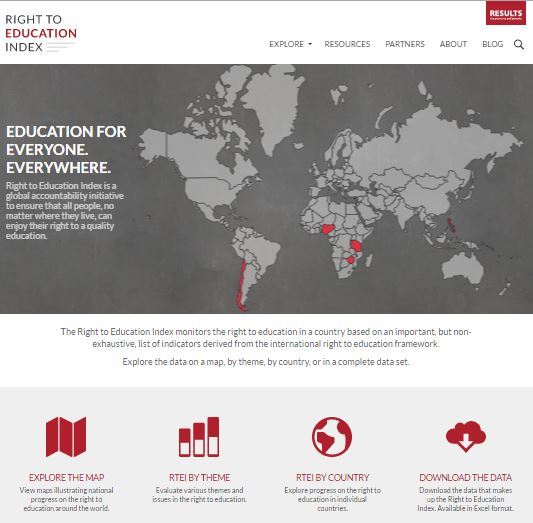 RIGHT TO
EDUCATION
INDEX
RESULTS
EXPLORE RESOURCES PARTNERS ABOUT BLOG
EDUCATION FOR
EVERYONE.
EVERYWHERE.
Right to Education Index is a
global accountability initiative
to ensure that all people, no
matter where they live, can
enjoy their right to a quality
education.
The Right to Education Index monitors the right to education in a country based on an important, but non-
exhaustive, list of indicators derived from the international right to education framework.
Explore the data on a map, by theme, by country, or in a complete data set.
EXPLORE THE MAP
View maps illustrating national
progress on the right to
education around the world.
RTEI BY THEME
Evaluate various themes and
issues in the right to education.
RTEI BY COUNTRY
Explore progress on the right to
education in individual
countries.
DOWNLOAD THE DATA
Download the data that makes
up the Right to Education
Index. Available in Excel format.